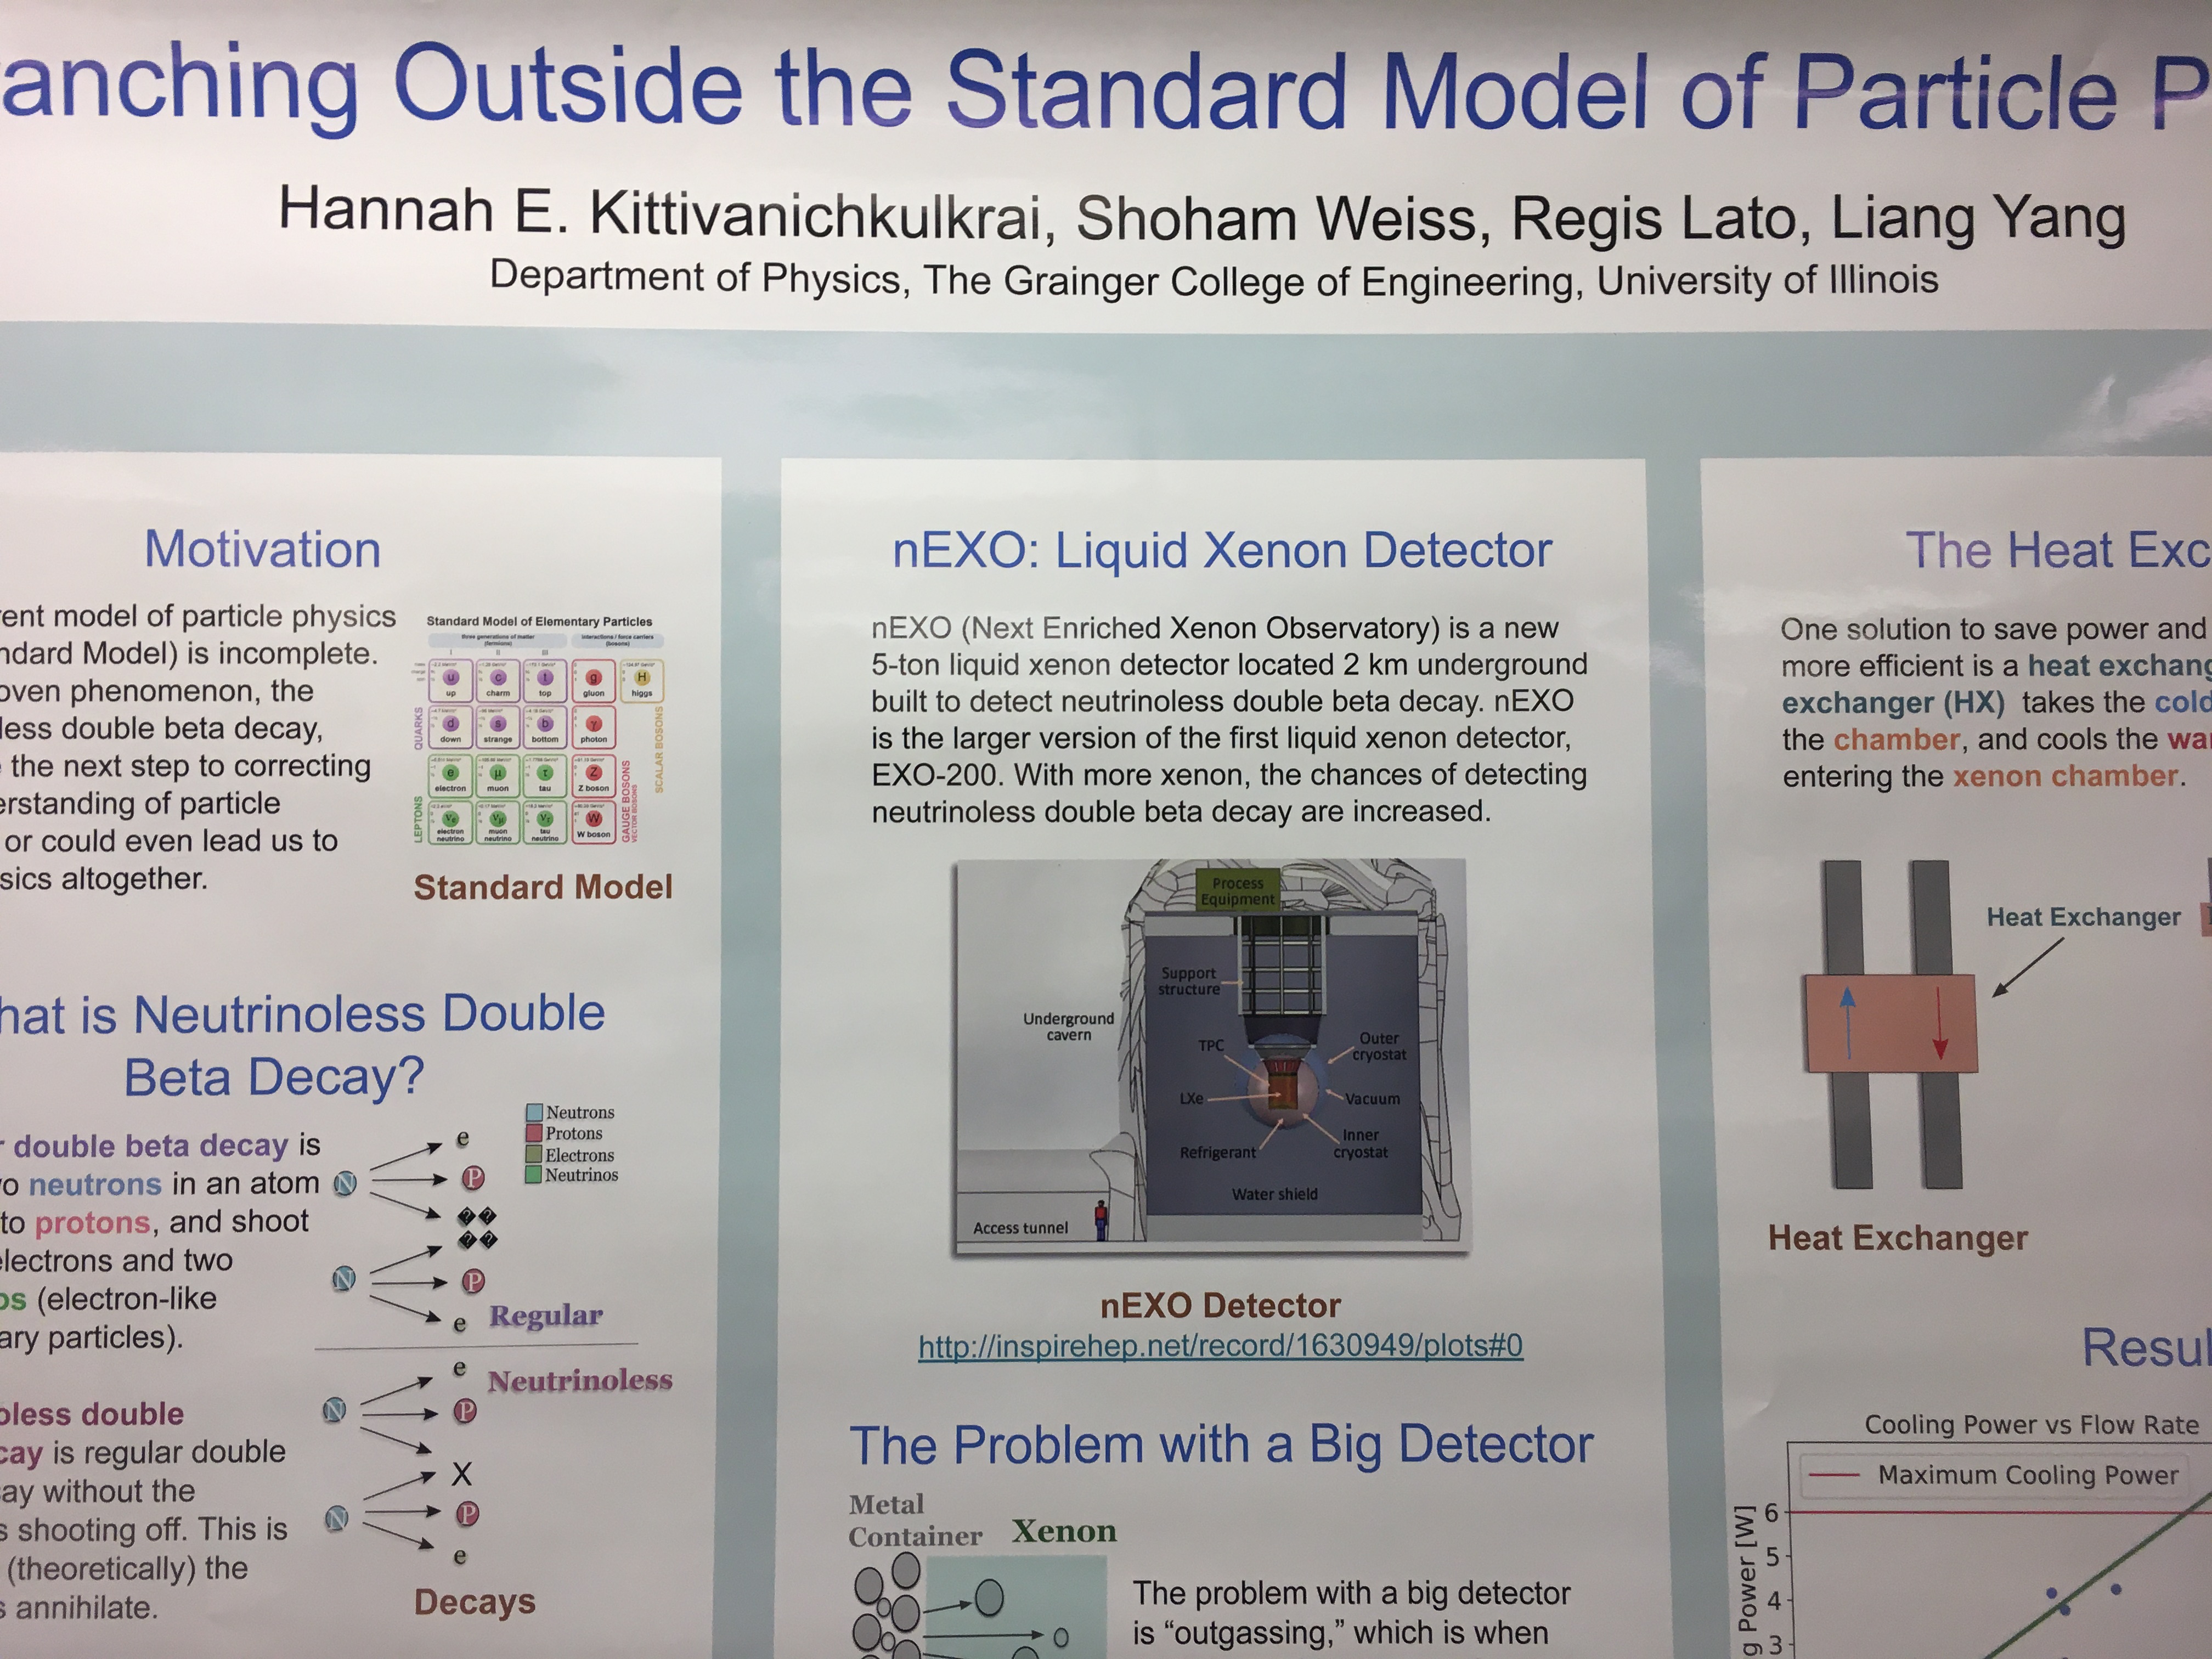 anching Outside the Standard Model of Particle P
Hannah E. Kittivanichkulkrai, Shoham Weiss, Regis Lato, Liang Yang
Department of Physics, The Grainger College of Engineering, University of Illinois
Motivation
ent model of particle physics
ndard Model) is incomplete.
oven phenomenon, the
less double beta decay,
the next step to correcting
erstanding of particle
or could even lead us to
sics altogether.
Standard Model of Elementary Particles
three generations of matter
(fermions)
interactions / force carriers
(bosons)
I II III
u c t g H
up charm top gluon higgs
d s b γ
down strange bottom photon
e μ τ Z
electron muon tau Z boson
νe νμ ντ W
electron neutrino muon neutrino tau neutrino W boson
QUARKS
LEPTONS
GAUGE BOSONS
VECTOR BOSONS
SCALAR BOSONS
Standard Model
hat is Neutrinoless Double
Beta Decay?
r double beta decay is
o neutrons in an atom
to protons, and shoot
electrons and two
os (electron-like
ary particles).
Neutrons
Protons
Electrons
Neutrinos
e
N P
��
��
N P
e Regular
oless double
cay is regular double
ay without the
s shooting off. This is
(theoretically) the
s annihilate.
e Neutrinoless
N P
X
N P
e
Decays
nEXO: Liquid Xenon Detector
nEXO (Next Enriched Xenon Observatory) is a new
5-ton liquid xenon detector located 2 km underground
built to detect neutrinoless double beta decay. nEXO
is the larger version of the first liquid xenon detector,
EXO-200. With more xenon, the chances of detecting
neutrinoless double beta decay are increased.
Process
Equipment
Support
structure
Underground
cavern
TPC
Outer
cryostat
LXe
Vacuum
Refrigerant
Inner
cryostat
Water shield
Access tunnel
nEXO Detector
http://inspirehep.net/record/1630949/plots#0
The Problem with a Big Detector
Metal
Container Xenon
The problem with a big detector
is “outgassing,” which is when
The Heat Exc
One solution to save power and
more efficient is a heat exchang
exchanger (HX) takes the cold
the chamber, and cools the wa
entering the xenon chamber.
Heat Exchanger
Heat Exchanger
Resul
Cooling Power vs Flow Rate
Maximum Cooling Power
g Power [W]
6
5
4
3